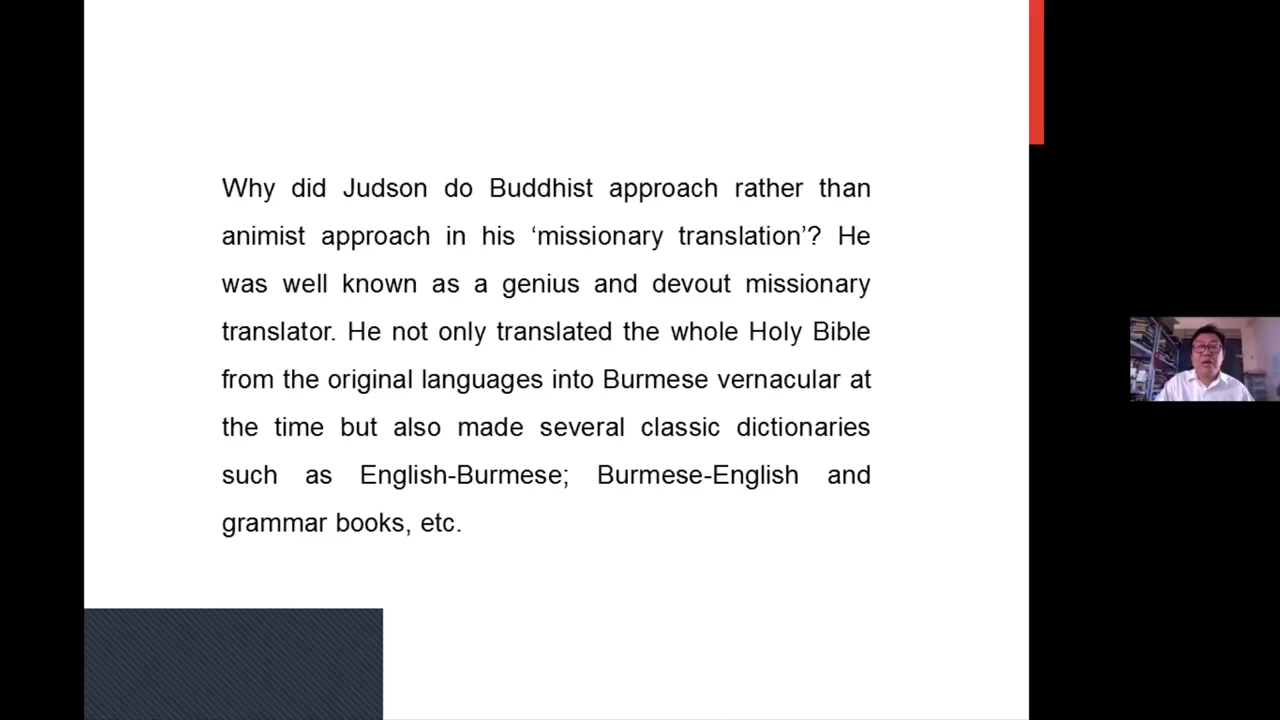 Why did Judson do Buddhist approach rather than
animist approach in his ‘missionary translation’? He
was well known as a genius and devout missionary
translator. He not only translated the whole Holy Bible
from the original languages into Burmese vernacular at
the time but also made several classic dictionaries
such as English-Burmese; Burmese-English and
grammar books, etc.